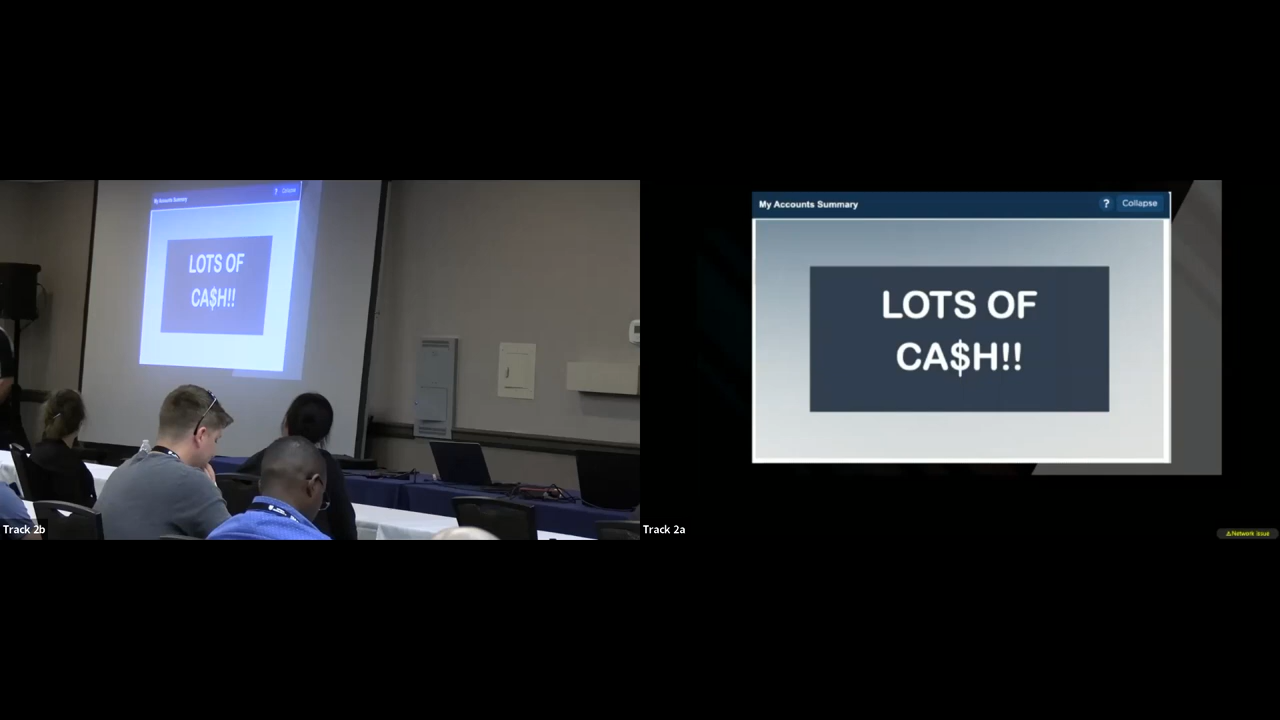 My Accounts Summary
? Collapse
LOTS OF
CA$H!!
Track 2b
My Accounts Summary
? Collapse
LOTS OF
CA$H!!
Track 2a
⚠Network Issue